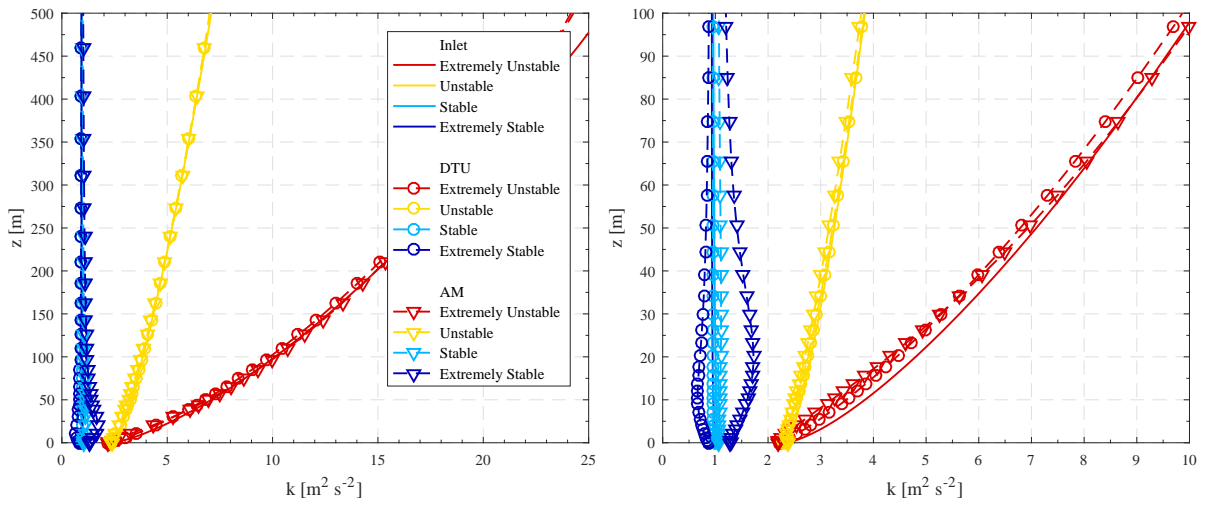 500
450
400
350
300
250
200
150
100
50
0
z [m]
0
5
10
15
20
25
k [m² s⁻²]
Inlet
Extremely Unstable
Unstable
Stable
Extremely Stable
DTU
Extremely Unstable
Unstable
Stable
Extremely Stable
AM
Extremely Unstable
Unstable
Stable
Extremely Stable
100
90
80
70
60
50
40
30
20
10
0
z [m]
0
1
2
3
4
5
6
7
8
9
10
k [m² s⁻²]